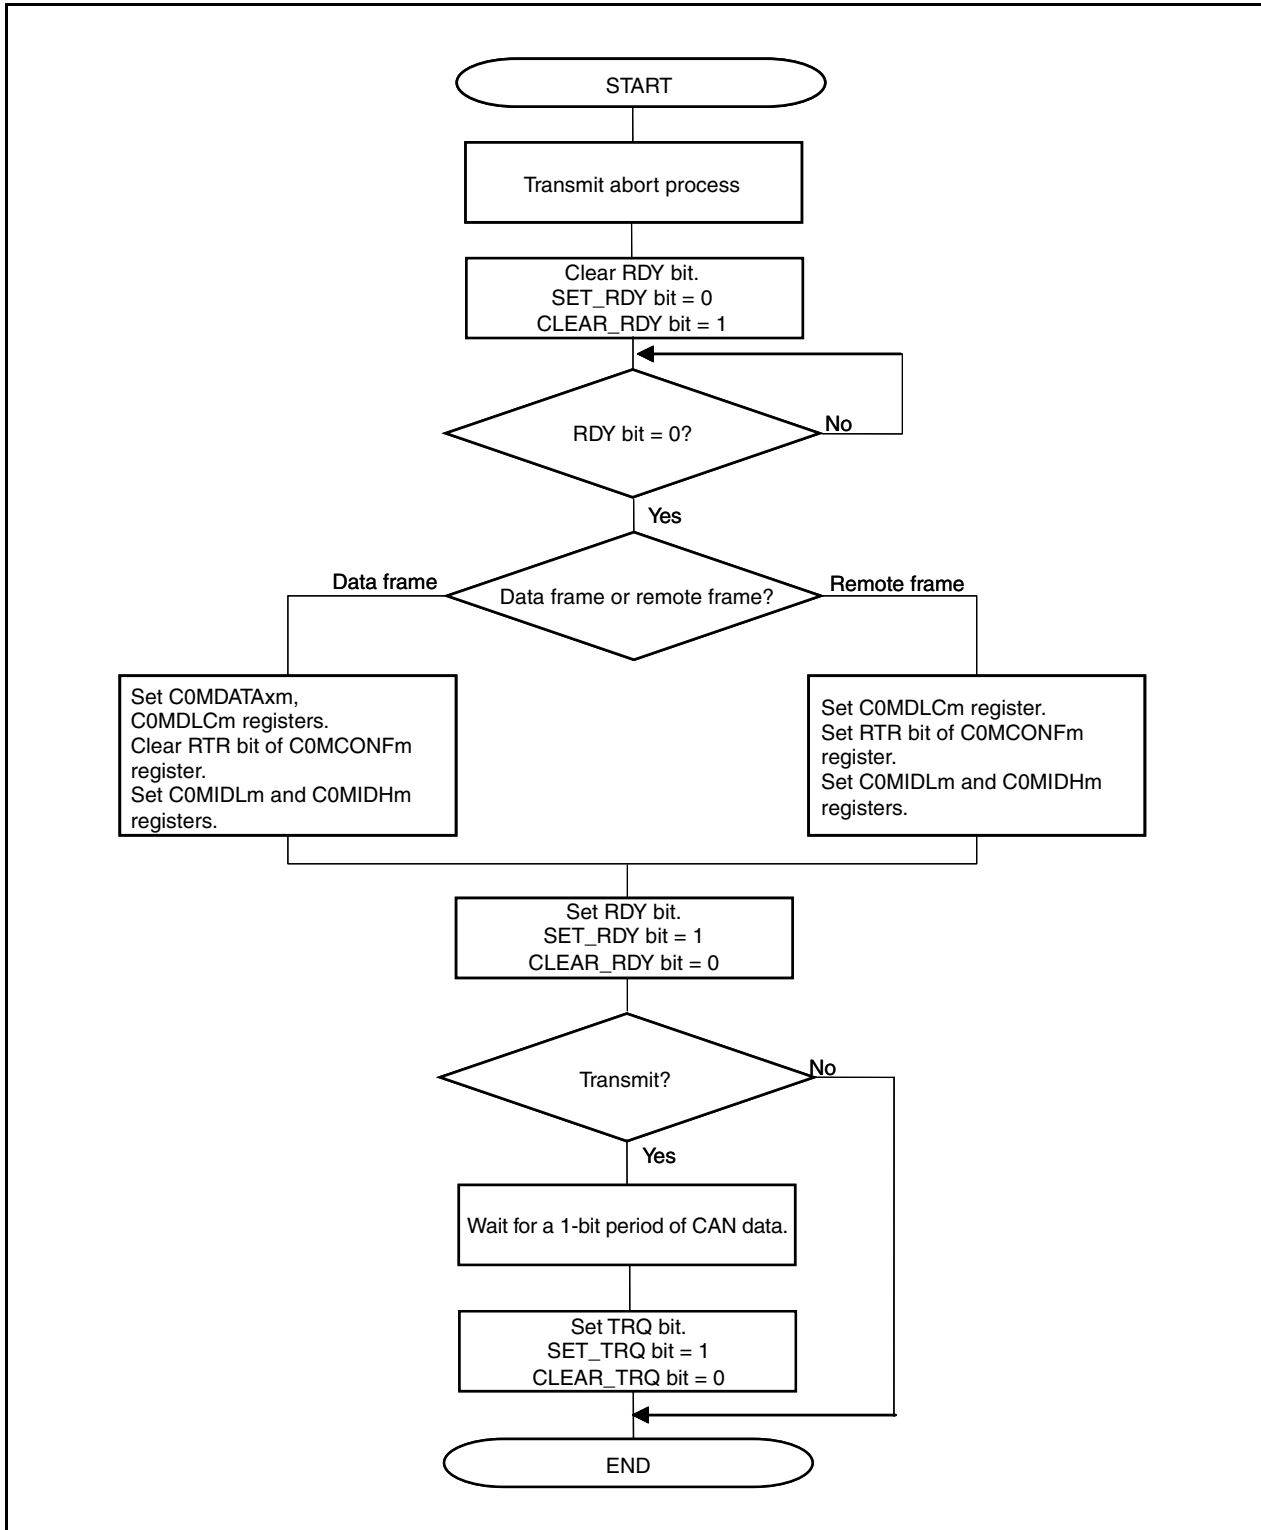 START
Transmit abort process
Clear RDY bit.
SET_RDY bit = 0
CLEAR_RDY bit = 1
RDY bit = 0?
No
Yes
Data frame or remote frame?
Data frame
Remote frame
Set C0MDATAxm,
C0MDLCm registers.
Clear RTR bit of C0MCONFm
register.
Set C0MIDLm and C0MIDHm
registers.
Set C0MDLCm register.
Set RTR bit of C0MCONFm
register.
Set C0MIDLm and C0MIDHm
registers.
Set RDY bit.
SET_RDY bit = 1
CLEAR_RDY bit = 0
Transmit?
No
Yes
Wait for a 1-bit period of CAN data.
Set TRQ bit.
SET_TRQ bit = 1
CLEAR_TRQ bit = 0
END